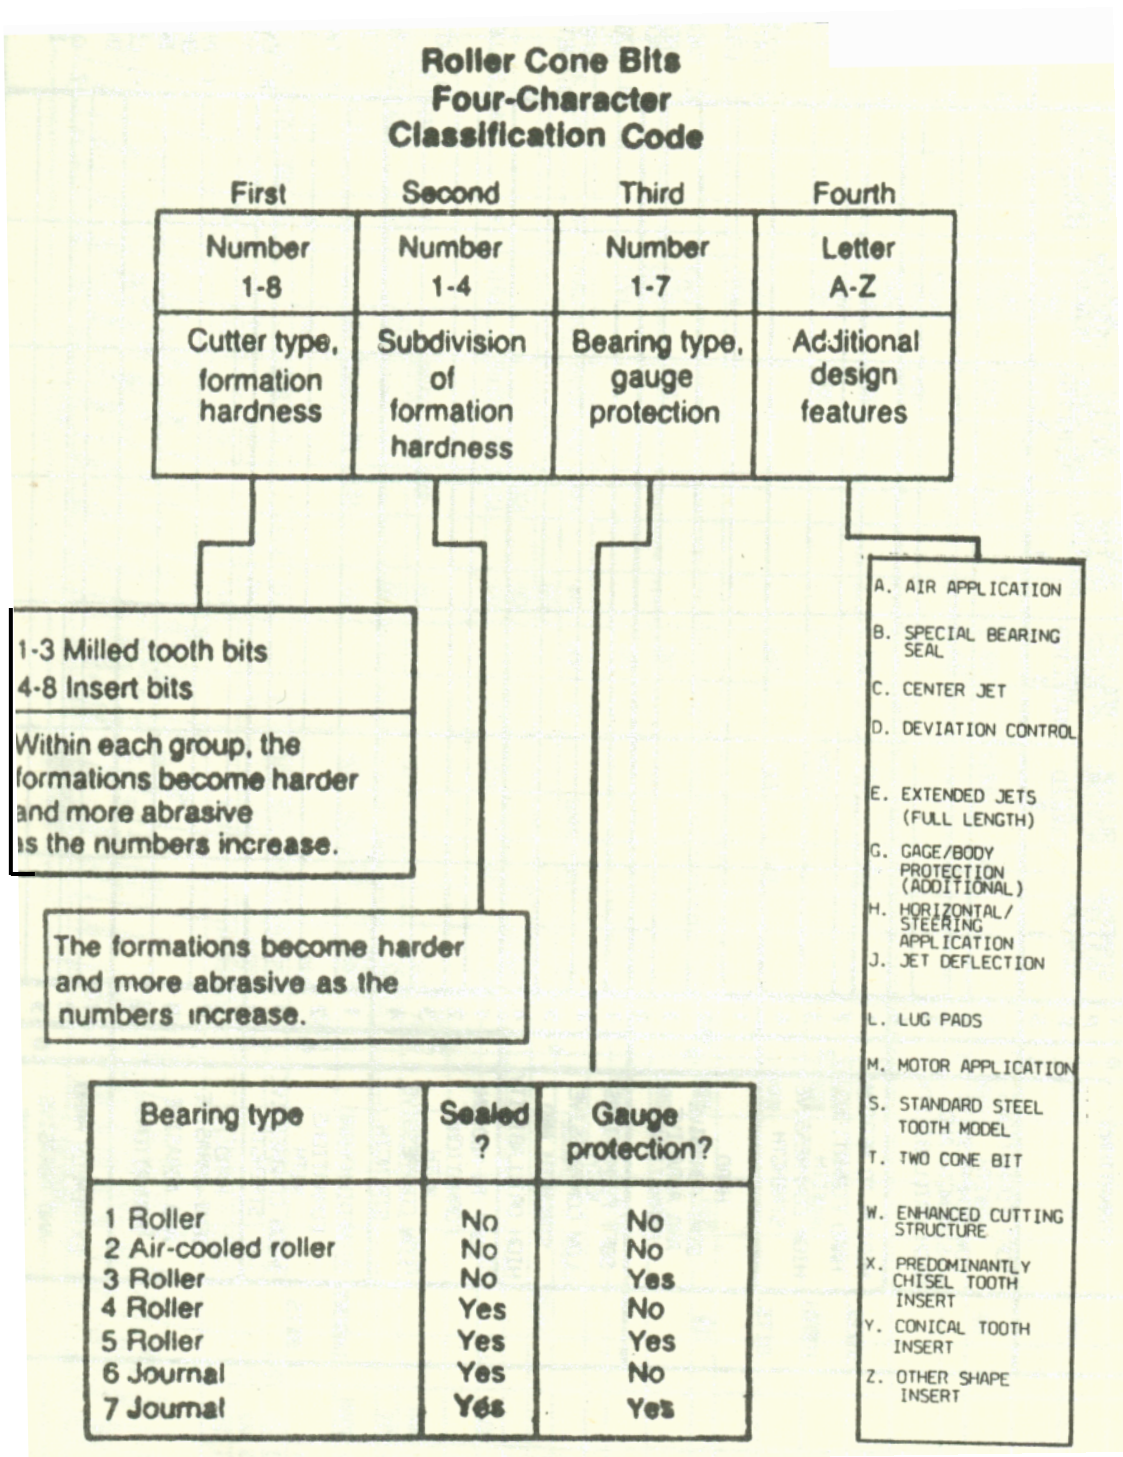 Roller Cone Bits
Four-Character
Classification Code
First Second Third Fourth
Number Number Number Letter
1-8 1-4 1-7 A-Z
Cutter type,
formation
hardness
Subdivision
of
formation
hardness
Bearing type,
gauge
protection
Additional
design
features
1-3 Milled tooth bits
4-8 Insert bits
Within each group, the
formations become harder
and more abrasive
as the numbers increase.
The formations become harder
and more abrasive as the
numbers increase.
Bearing type Sealed Gauge
? protection?
1 Roller No No
2 Air-cooled roller No No
3 Roller No Yes
4 Roller Yes No
5 Roller Yes Yes
6 Journal Yes No
7 Journal Yes Yes
A. AIR APPLICATION
B. SPECIAL BEARING
SEAL
C. CENTER JET
D. DEVIATION CONTROL
E. EXTENDED JETS
(FULL LENGTH)
G. GAGE/BODY
PROTECTION
(ADDITIONAL)
H. HORIZONTAL/
STEERING
APPLICATION
J. JET DEFLECTION
L. LUG PADS
M. MOTOR APPLICATION
S. STANDARD STEEL
TOOTH MODEL
T. TWO CONE BIT
W. ENHANCED CUTTING
STRUCTURE
X. PREDOMINANTLY
CHISEL TOOTH
INSERT
Y. CONICAL TOOTH
INSERT
Z. OTHER SHAPE
INSERT